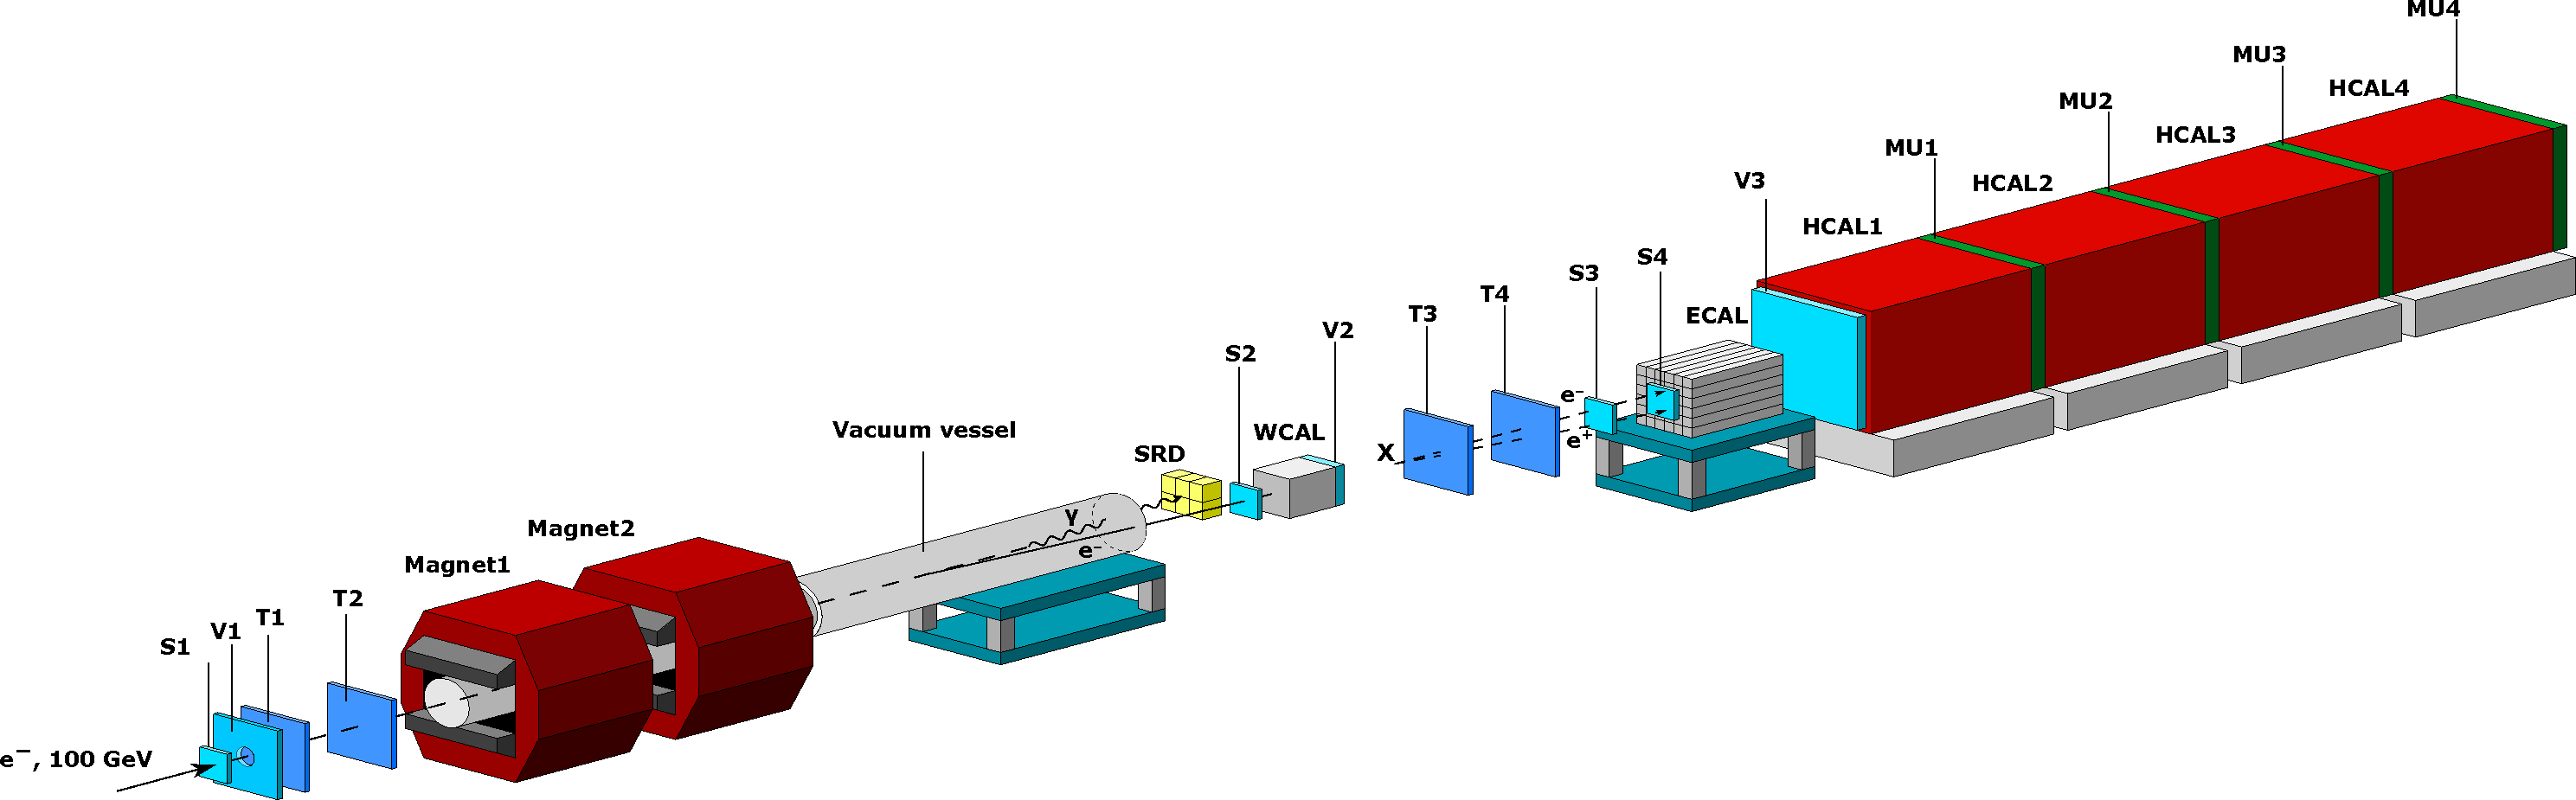 MU4
MU3
HCAL4
MU2
HCAL3
MU1
HCAL2
V3
HCAL1
S4
S3
ECAL
T4
T3
V2
S2
e⁻
e⁺
X
WCAL
SRD
Vacuum vessel
γ
e⁻
Magnet2
Magnet1
T2
T1
V1
S1
e⁻, 100 GeV